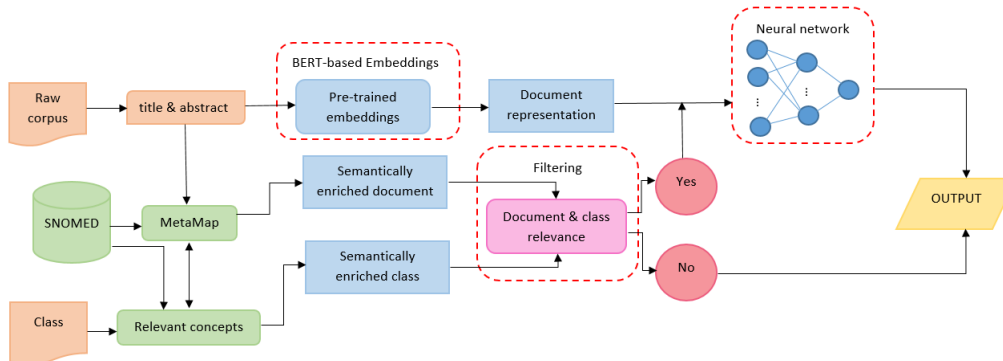 Neural network
BERT-based Embeddings
Raw
corpus
title & abstract
Pre-trained
embeddings
Document
representation
...
...
Semantically
enriched document
Filtering
Yes
SNOMED
MetaMap
Document & class
relevance
OUTPUT
Semantically
enriched class
No
Class
Relevant concepts